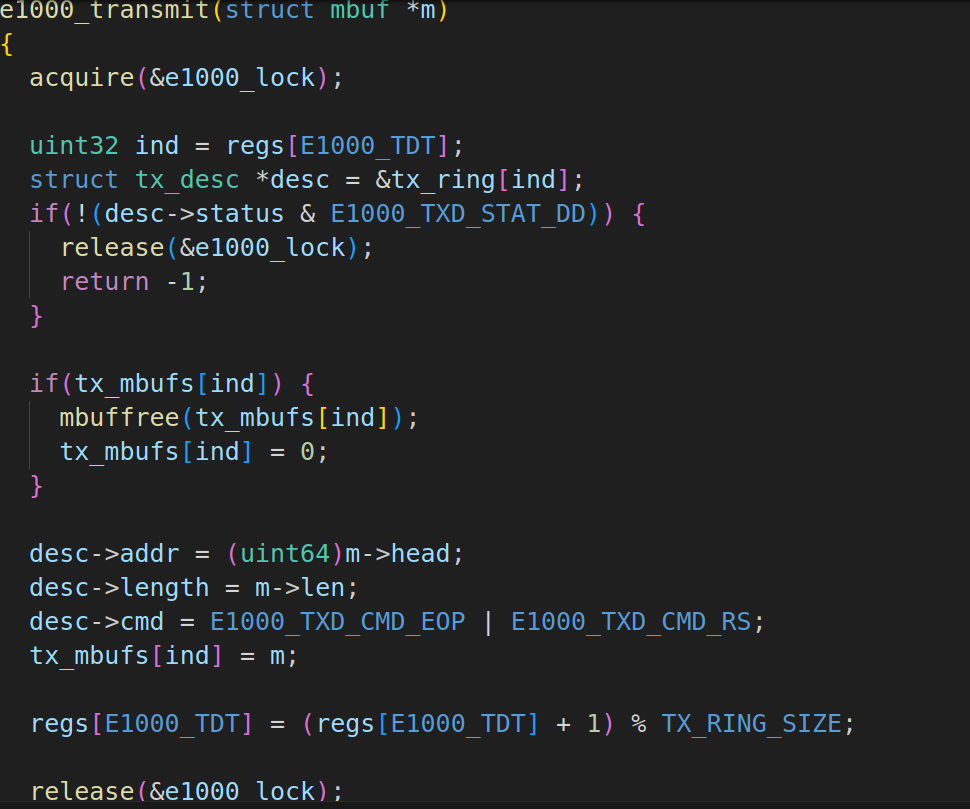 e1000_transmit(struct mbuf *m)
{
  acquire(&e1000_lock);

  uint32 ind = regs[E1000_TDT];
  struct tx_desc *desc = &tx_ring[ind];
  if(!(desc->status & E1000_TXD_STAT_DD)) {
    release(&e1000_lock);
    return -1;
  }

  if(tx_mbufs[ind]) {
    mbuffree(tx_mbufs[ind]);
    tx_mbufs[ind] = 0;
  }

  desc->addr = (uint64)m->head;
  desc->length = m->len;
  desc->cmd = E1000_TXD_CMD_EOP | E1000_TXD_CMD_RS;
  tx_mbufs[ind] = m;

  regs[E1000_TDT] = (regs[E1000_TDT] + 1) % TX_RING_SIZE;

  release(&e1000_lock);